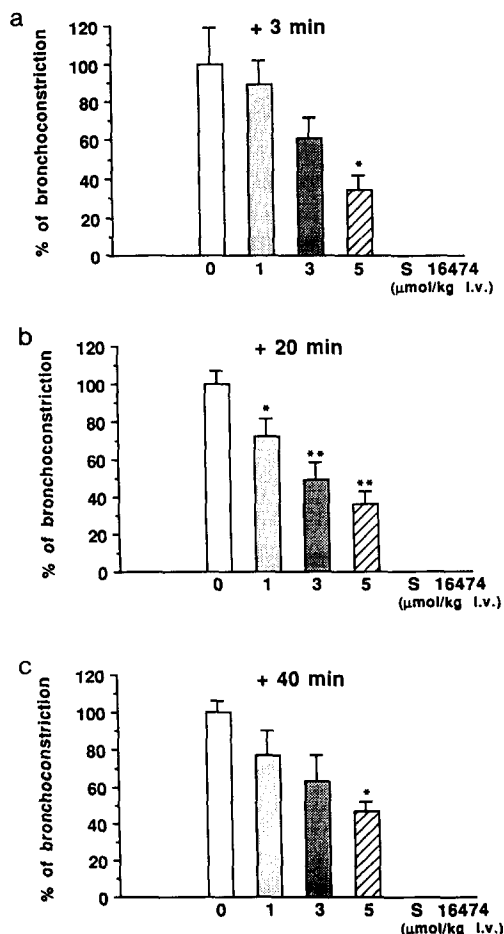 a
+ 3 min
% of bronchoconstriction
120
100
80
60
40
20
0
*
0 1 3 5 S 16474
(μmol/kg I.v.)
b
+ 20 min
% of bronchoconstriction
120
100
80
60
40
20
0
*
**
**
0 1 3 5 S 16474
(μmol/kg I.v.)
c
+ 40 min
% of bronchoconstriction
120
100
80
60
40
20
0
*
0 1 3 5 S 16474
(μmol/kg I.v.)